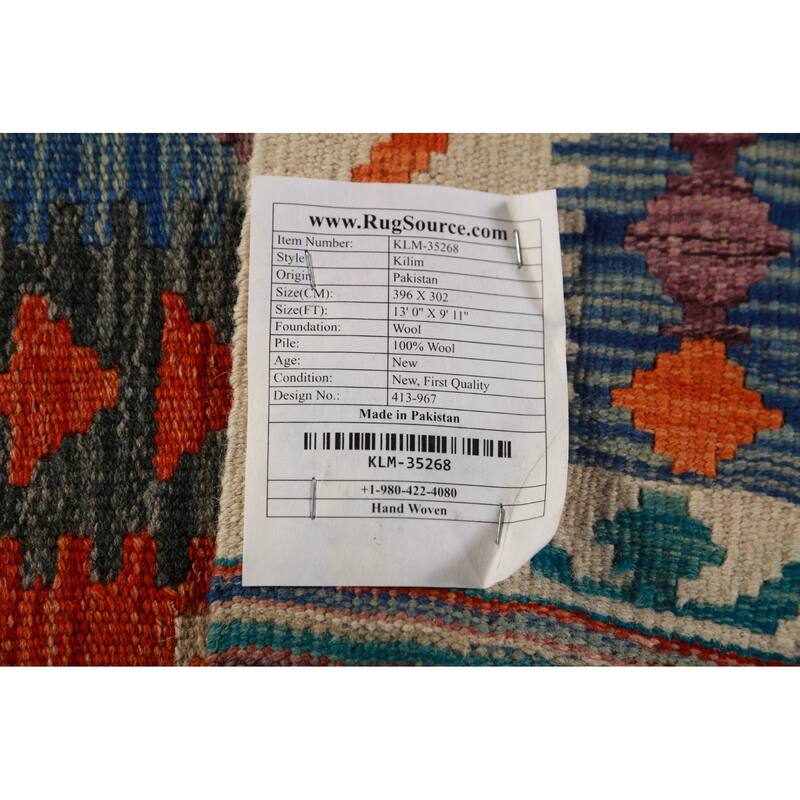 www.RugSource.com
Item Number: KLM-35268
Style: Kilim
Origin: Pakistan
Size(CM): 396 X 302
Size(FT): 13' 0" X 9' 11"
Foundation: Wool
Pile: 100% Wool
Age: New
Condition: New, First Quality
Design No.: 413-967
Made in Pakistan
KLM-35268
+1-980-422-4080
Hand Woven